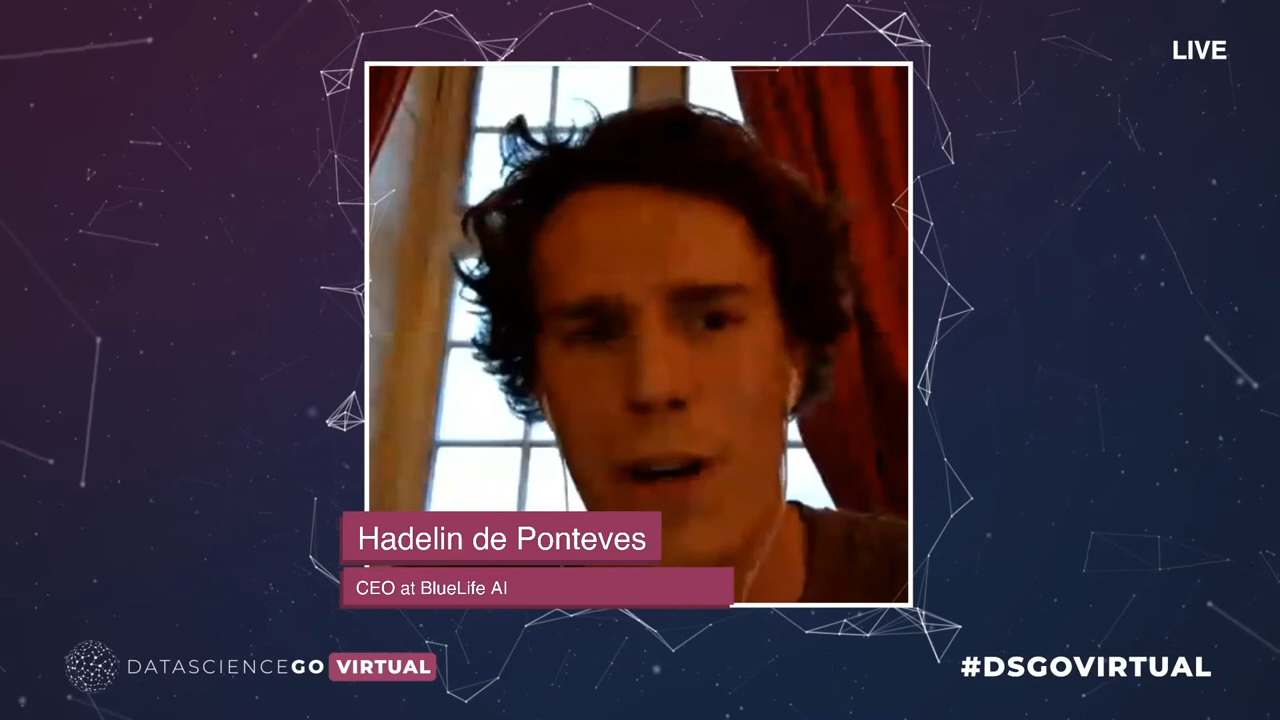 LIVE
Hadelin de Ponteves
CEO at BlueLife AI
DATASCIENCEGO VIRTUAL
#DSGOVIRTUAL